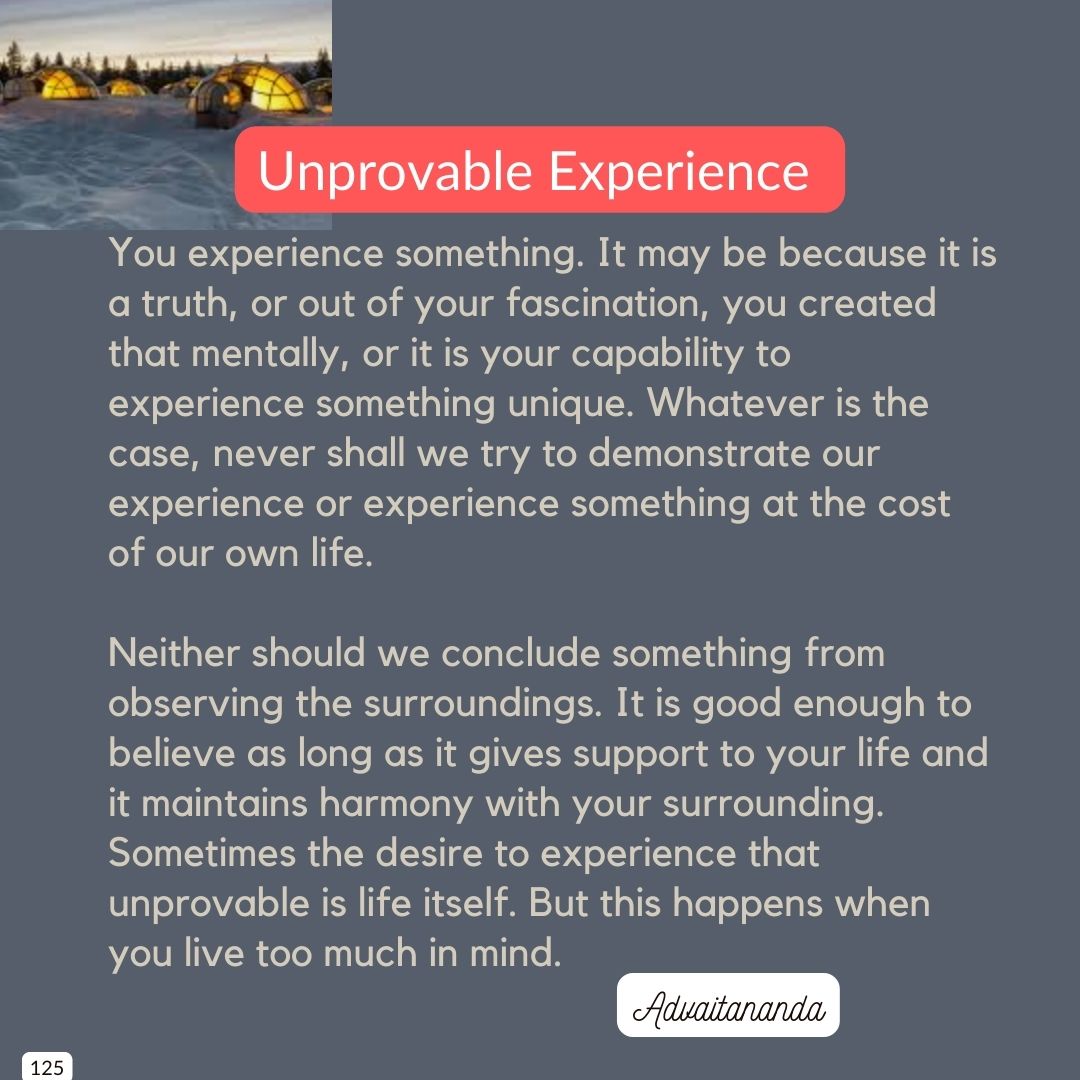 Unprovable Experience
You experience something. It may be because it is
a truth, or out of your fascination, you created
that mentally, or it is your capability to
experience something unique. Whatever is the
case, never shall we try to demonstrate our
experience or experience something at the cost
of our own life.
Neither should we conclude something from
observing the surroundings. It is good enough to
believe as long as it gives support to your life and
it maintains harmony with your surrounding.
Sometimes the desire to experience that
unprovable is life itself. But this happens when
you live too much in mind.
Advaitananda
125